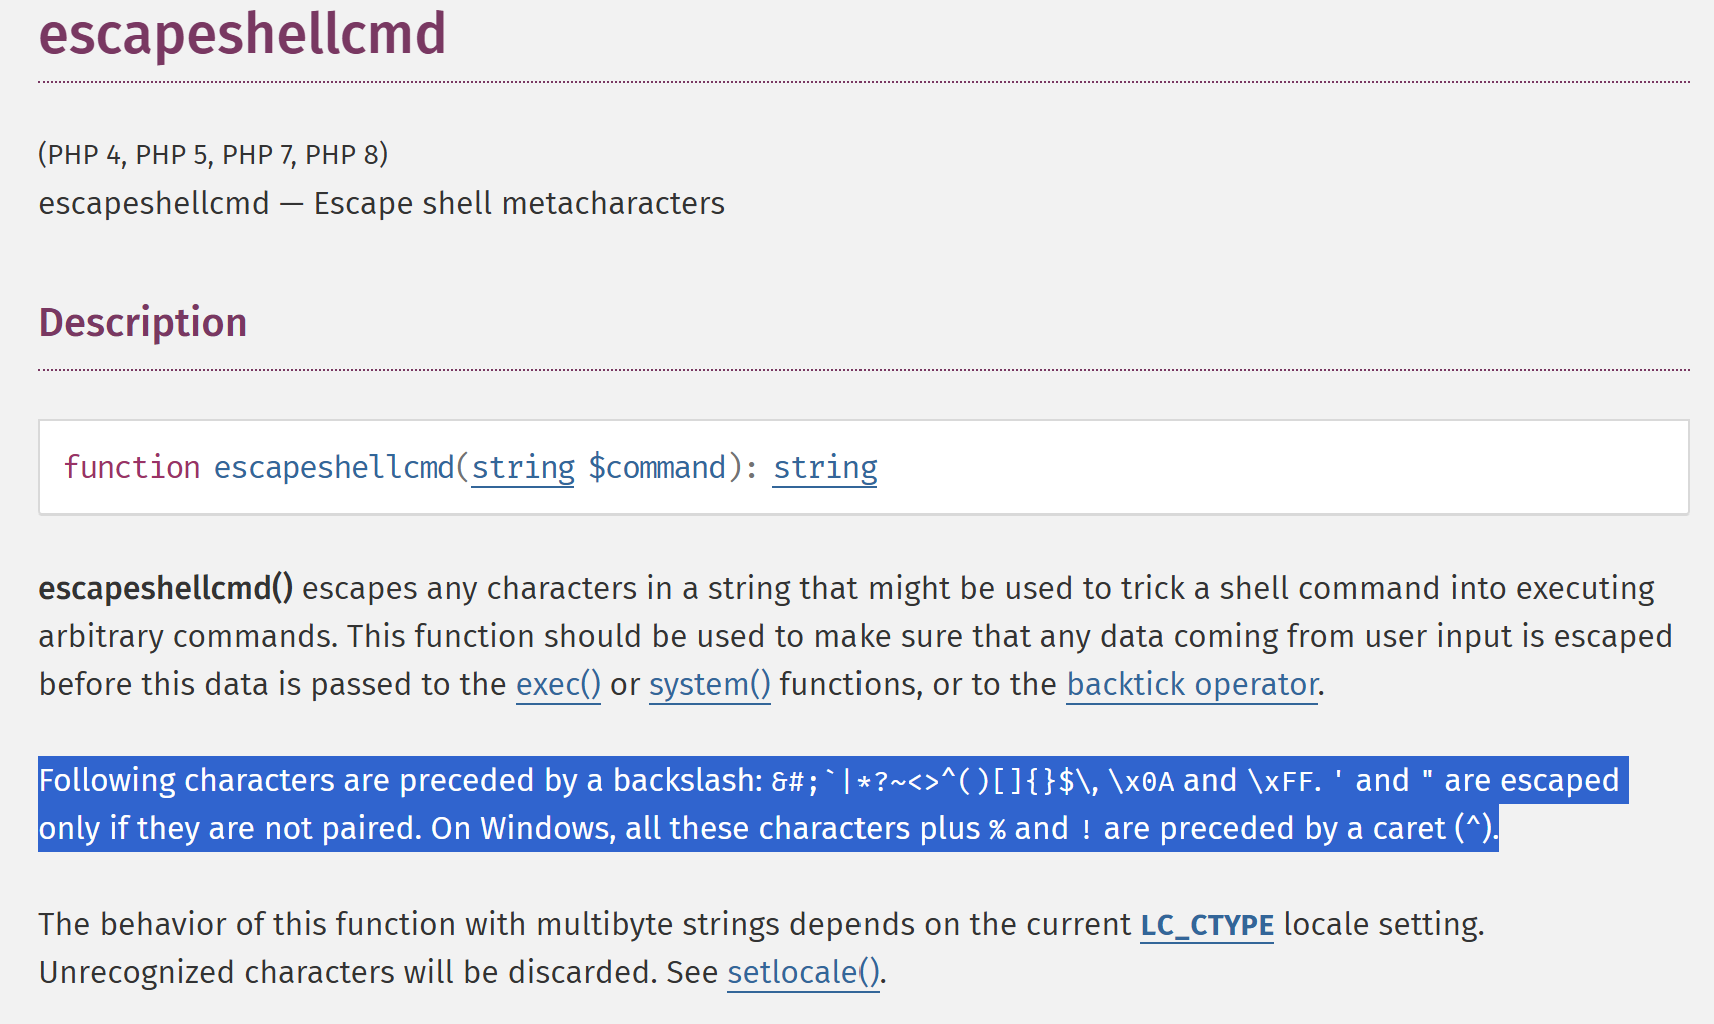 escapeshellcmd
(PHP 4, PHP 5, PHP 7, PHP 8)
escapeshellcmd — Escape shell metacharacters
Description
function escapeshellcmd(string $command): string
escapeshellcmd() escapes any characters in a string that might be used to trick a shell command into executing
arbitrary commands. This function should be used to make sure that any data coming from user input is escaped
before this data is passed to the exec() or system() functions, or to the backtick operator.
Following characters are preceded by a backslash: &#;`|*?~<>^()[]{}$\, \x0A and \xFF. ' and " are escaped
only if they are not paired. On Windows, all these characters plus % and ! are preceded by a caret (^).
The behavior of this function with multibyte strings depends on the current LC_CTYPE locale setting.
Unrecognized characters will be discarded. See setlocale().